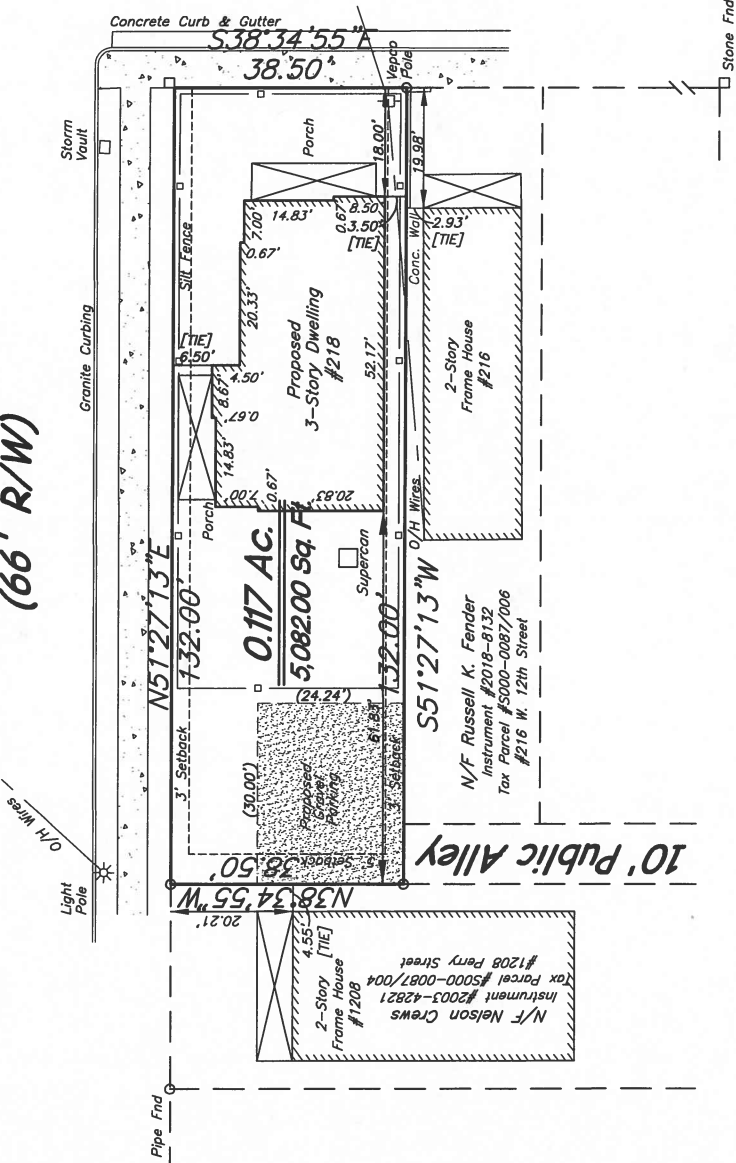 Concrete Curb & Gutter
S38°34'55"E
38.50'
Vepco
Pole
Stone Fnd
Storm
Vault
Porch
18.00'
19.98'
14.83'
7.00'
0.67'
8.50'
3.50'
[TIE]
0.67'
Conc. Wall
2.93'
[TIE]
Silt Fence
Granite Curbing
20.33'
Proposed
3-Story Dwelling
#218
52.17'
2-Story
Frame House
#216
[TIE]
6.50'
4.50'
8.67'
0.67'
14.83'
7.00'
0.67'
20.83'
Porch
(66' R/W)
O/H Wires
N51°27'13"E
132.00'
0.117 Ac.
5,082.00 Sq. Ft.
Supercan
132.00'
S51°27'13"W
N/F Russell K. Fender
Instrument #2018-8132
Tax Parcel #S000-0087/006
#216 W. 12th Street
(24.24')
61.83'
3' Setback
(30.00')
Proposed
Gravel
Parking
3' Setback
5' Setback
O/H Wires
Light
Pole
38.50'
N38°34'55"W
10' Public Alley
20.21'
4.55'
[TIE]
2-Story
Frame House
#1208
N/F Nelson Crews
Instrument #2003-42821
Tax Parcel #S000-0087/004
#1208 Perry Street
Pipe Fnd